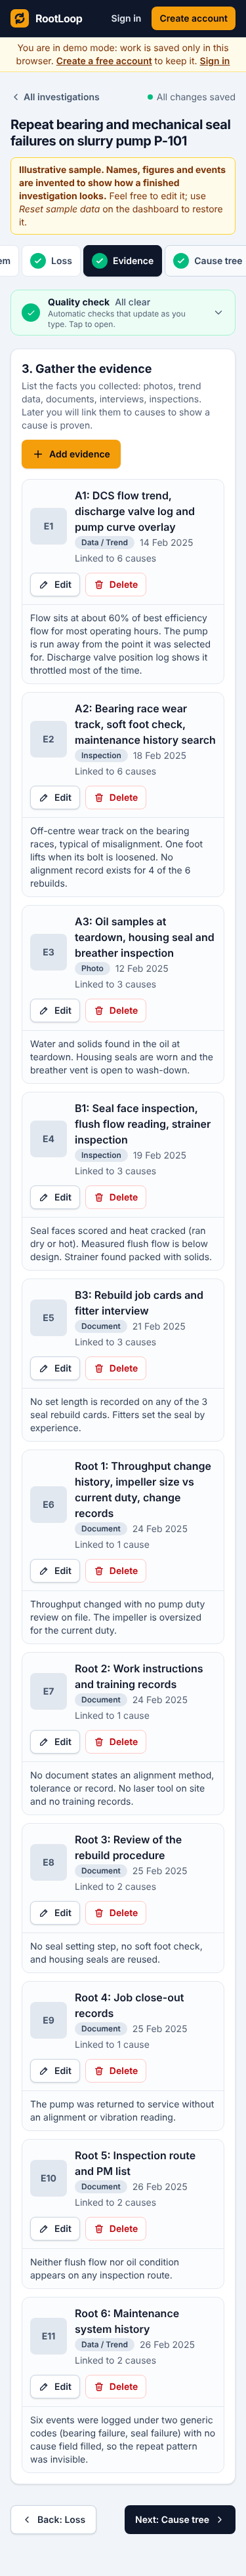 RootLoop
Sign in
Create account
You are in demo mode: work is saved only in this
browser. Create a free account to keep it. Sign in
All investigations
All changes saved
Repeat bearing and mechanical seal
failures on slurry pump P-101
Illustrative sample. Names, figures and events
are invented to show how a finished
investigation looks. Feel free to edit it; use
Reset sample data on the dashboard to restore
it.
em
Loss
Evidence
Cause tree
Quality check All clear
Automatic checks that update as you
type. Tap to open.
3. Gather the evidence
List the facts you collected: photos, trend
data, documents, interviews, inspections.
Later you will link them to causes to show a
cause is proven.
Add evidence
E1
A1: DCS flow trend,
discharge valve log and
pump curve overlay
Data / Trend 14 Feb 2025
Linked to 6 causes
Edit
Delete
Flow sits at about 60% of best efficiency
flow for most operating hours. The pump
is run away from the point it was selected
for. Discharge valve position log shows it
throttled most of the time.
E2
A2: Bearing race wear
track, soft foot check,
maintenance history search
Inspection 18 Feb 2025
Linked to 6 causes
Edit
Delete
Off-centre wear track on the bearing
races, typical of misalignment. One foot
lifts when its bolt is loosened. No
alignment record exists for 4 of the 6
rebuilds.
E3
A3: Oil samples at
teardown, housing seal and
breather inspection
Photo 12 Feb 2025
Linked to 3 causes
Edit
Delete
Water and solids found in the oil at
teardown. Housing seals are worn and the
breather vent is open to wash-down.
E4
B1: Seal face inspection,
flush flow reading, strainer
inspection
Inspection 19 Feb 2025
Linked to 3 causes
Edit
Delete
Seal faces scored and heat cracked (ran
dry or hot). Measured flush flow is below
design. Strainer found packed with solids.
E5
B3: Rebuild job cards and
fitter interview
Document 21 Feb 2025
Linked to 3 causes
Edit
Delete
No set length is recorded on any of the 3
seal rebuild cards. Fitters set the seal by
experience.
E6
Root 1: Throughput change
history, impeller size vs
current duty, change
records
Document 24 Feb 2025
Linked to 1 cause
Edit
Delete
Throughput changed with no pump duty
review on file. The impeller is oversized
for the current duty.
E7
Root 2: Work instructions
and training records
Document 24 Feb 2025
Linked to 1 cause
Edit
Delete
No document states an alignment method,
tolerance or record. No laser tool on site
and no training records.
E8
Root 3: Review of the
rebuild procedure
Document 25 Feb 2025
Linked to 2 causes
Edit
Delete
No seal setting step, no soft foot check,
and housing seals are reused.
E9
Root 4: Job close-out
records
Document 25 Feb 2025
Linked to 1 cause
Edit
Delete
The pump was returned to service without
an alignment or vibration reading.
E10
Root 5: Inspection route
and PM list
Document 26 Feb 2025
Linked to 2 causes
Edit
Delete
Neither flush flow nor oil condition
appears on any inspection route.
E11
Root 6: Maintenance
system history
Data / Trend 26 Feb 2025
Linked to 2 causes
Edit
Delete
Six events were logged under two generic
codes (bearing failure, seal failure) with no
cause field filled, so the repeat pattern
was invisible.
Back: Loss
Next: Cause tree